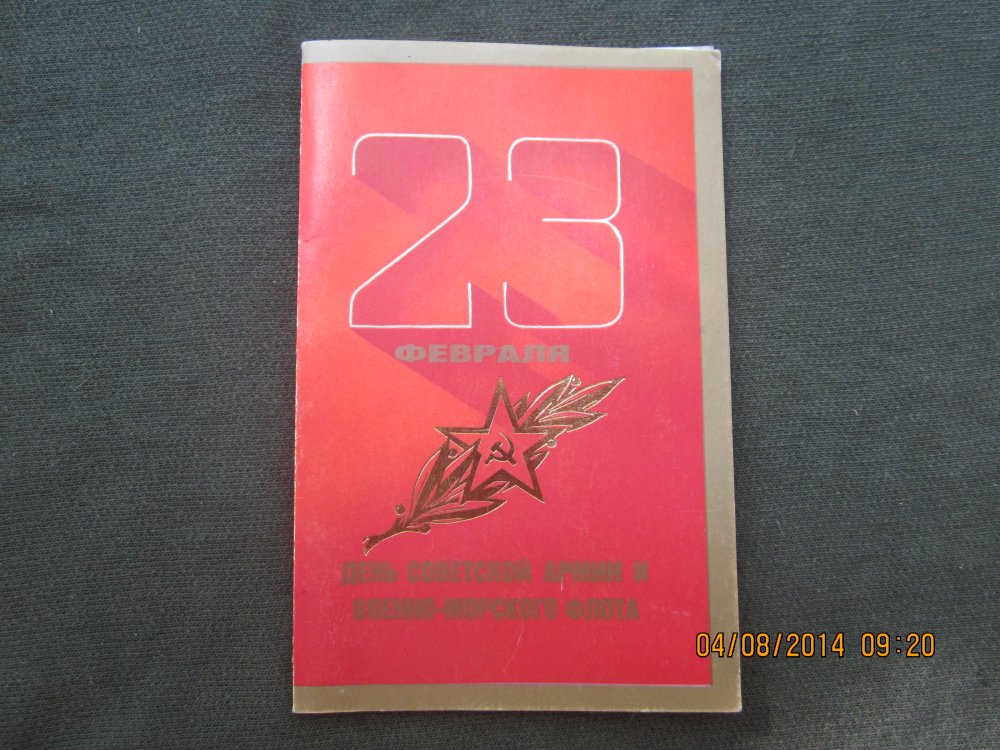 23
ФЕВРАЛЯ
ДЕНЬ СОВЕТСКОЙ АРМИИ И
ВОЕННО-МОРСКОГО ФЛОТА
04/08/2014 09:20